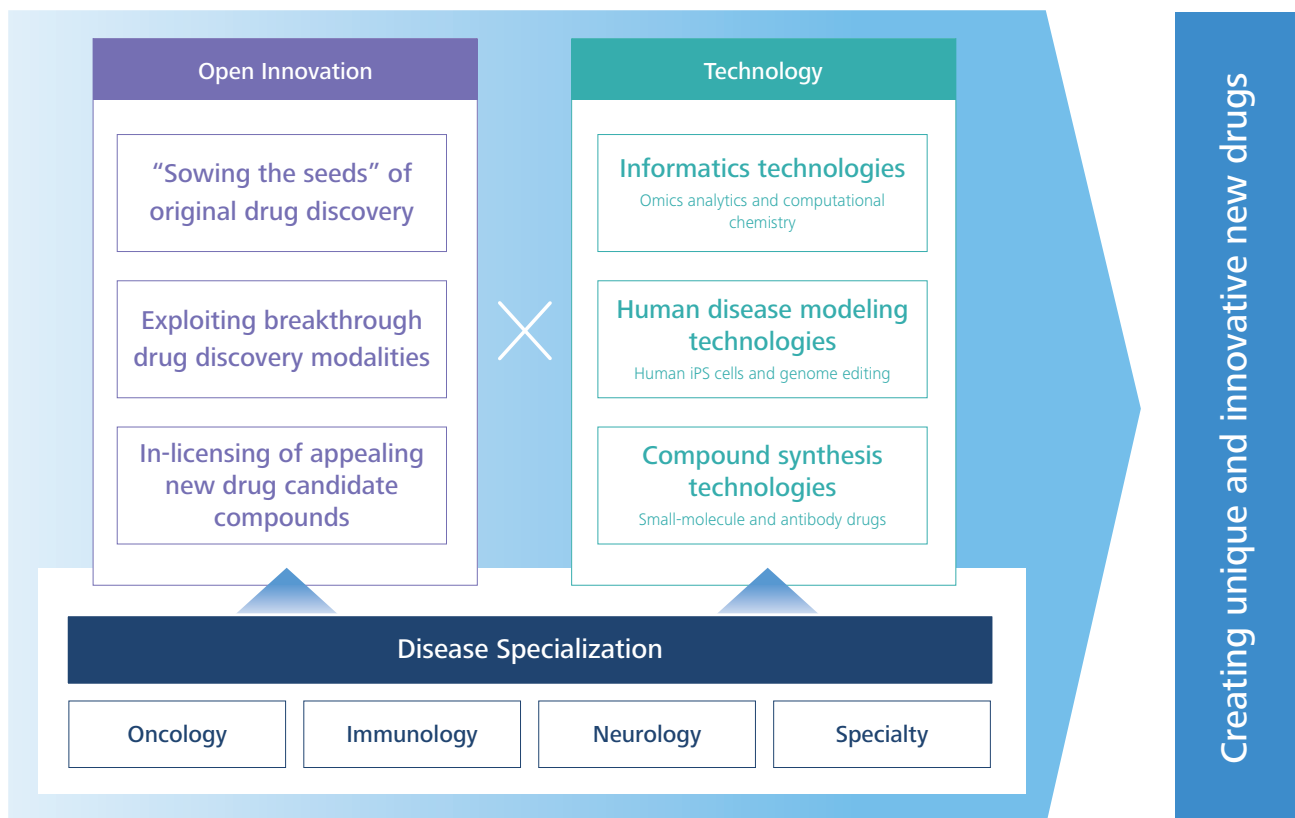 Open Innovation
“Sowing the seeds” of
original drug discovery
Exploiting breakthrough
drug discovery modalities
In-licensing of appealing
new drug candidate
compounds
Technology
Informatics technologies
Omics analytics and computational
chemistry
Human disease modeling
technologies
Human iPS cells and genome editing
Compound synthesis
technologies
Small-molecule and antibody drugs
Disease Specialization
Oncology
Immunology
Neurology
Specialty
Creating unique and innovative new drugs